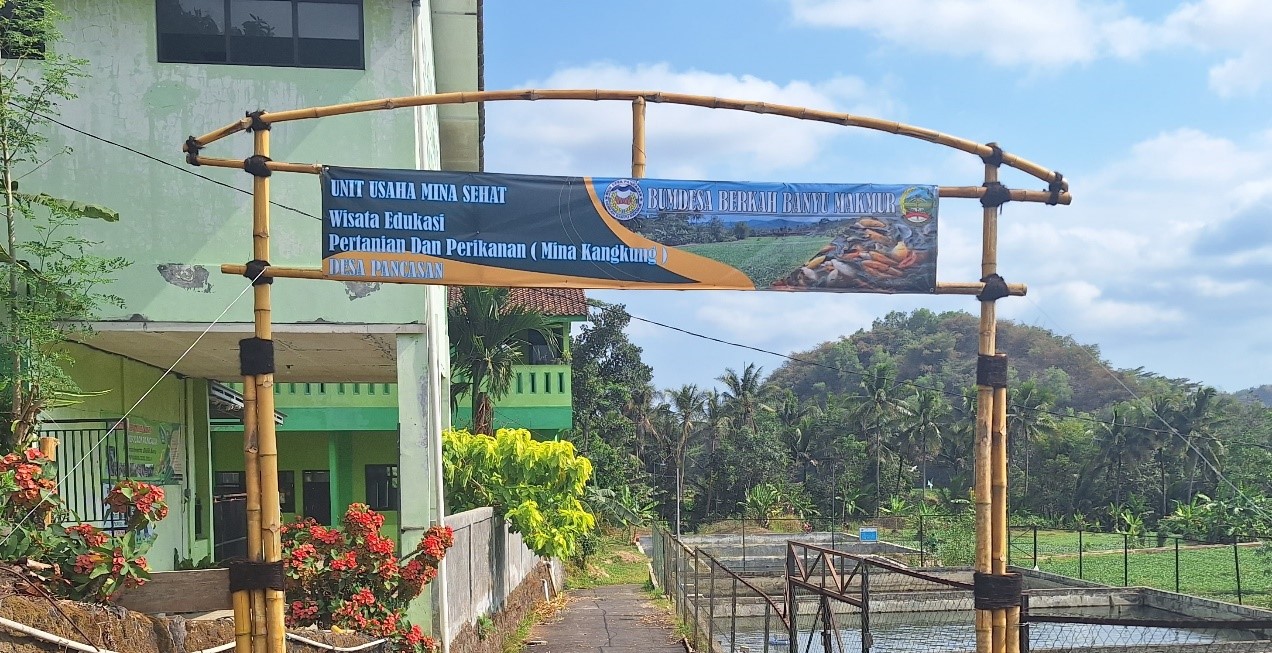 UNIT USAHA MINA SEHAT
Wisata Edukasi
Pertanian Dan Perikanan ( Mina Kangkung )
DESA PANCASAN
BUMDESA BERKAH BANYU MAKMUR